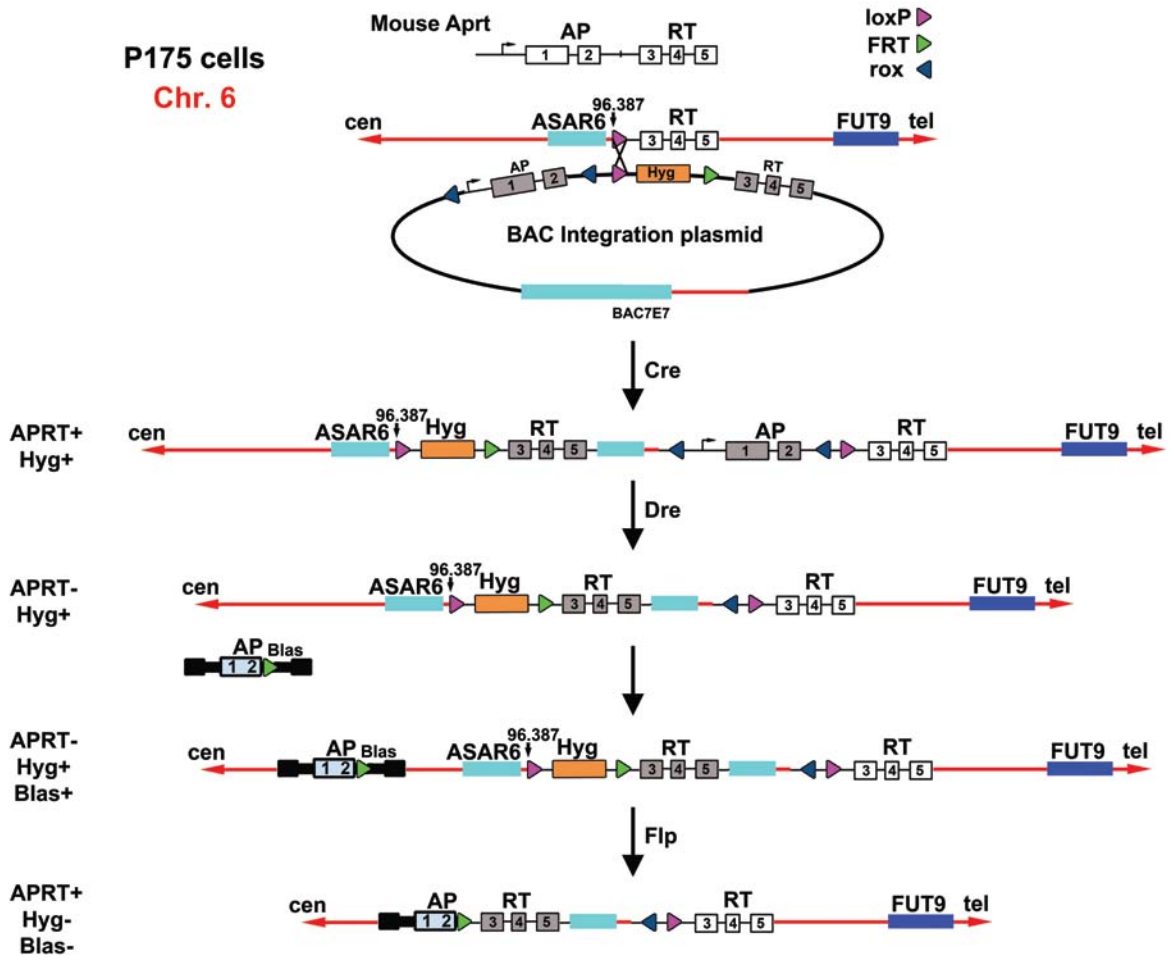 Mouse Aprt AP RT
1 2 3 4 5
loxP
FRT
rox
P175 cells
Chr. 6
cen ASAR6 96.387 RT FUT9 tel
3 4 5
AP 1 2 Hyg RT 3 4 5
BAC Integration plasmid
BAC7E7
Cre
APRT+
Hyg+
cen ASAR6 96.387 Hyg RT AP RT FUT9 tel
3 4 5 1 2 3 4 5
Dre
APRT-
Hyg+
cen ASAR6 96.387 Hyg RT RT FUT9 tel
3 4 5 3 4 5
AP Blas
1 2
APRT-
Hyg+
Blas+
cen AP Blas ASAR6 96.387 Hyg RT RT FUT9 tel
1 2 3 4 5 3 4 5
Flp
APRT+
Hyg-
Blas-
cen AP RT RT FUT9 tel
1 2 3 4 5 3 4 5